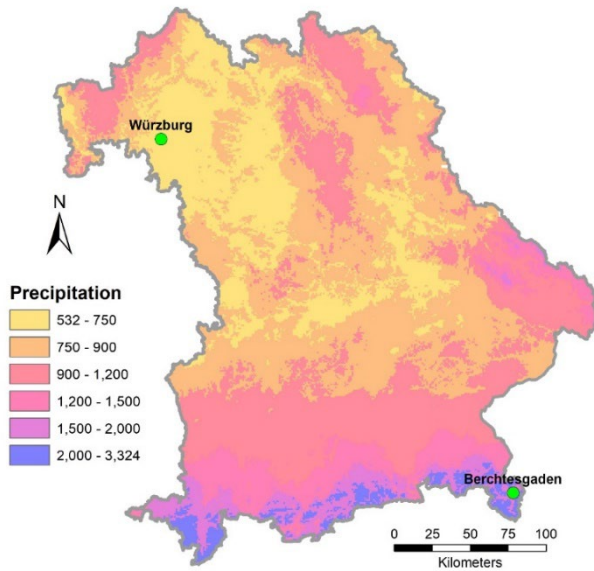 Würzburg
N
Precipitation
532 - 750
750 - 900
900 - 1,200
1,200 - 1,500
1,500 - 2,000
2,000 - 3,324
Berchtesgaden
0 25 50 75 100
Kilometers